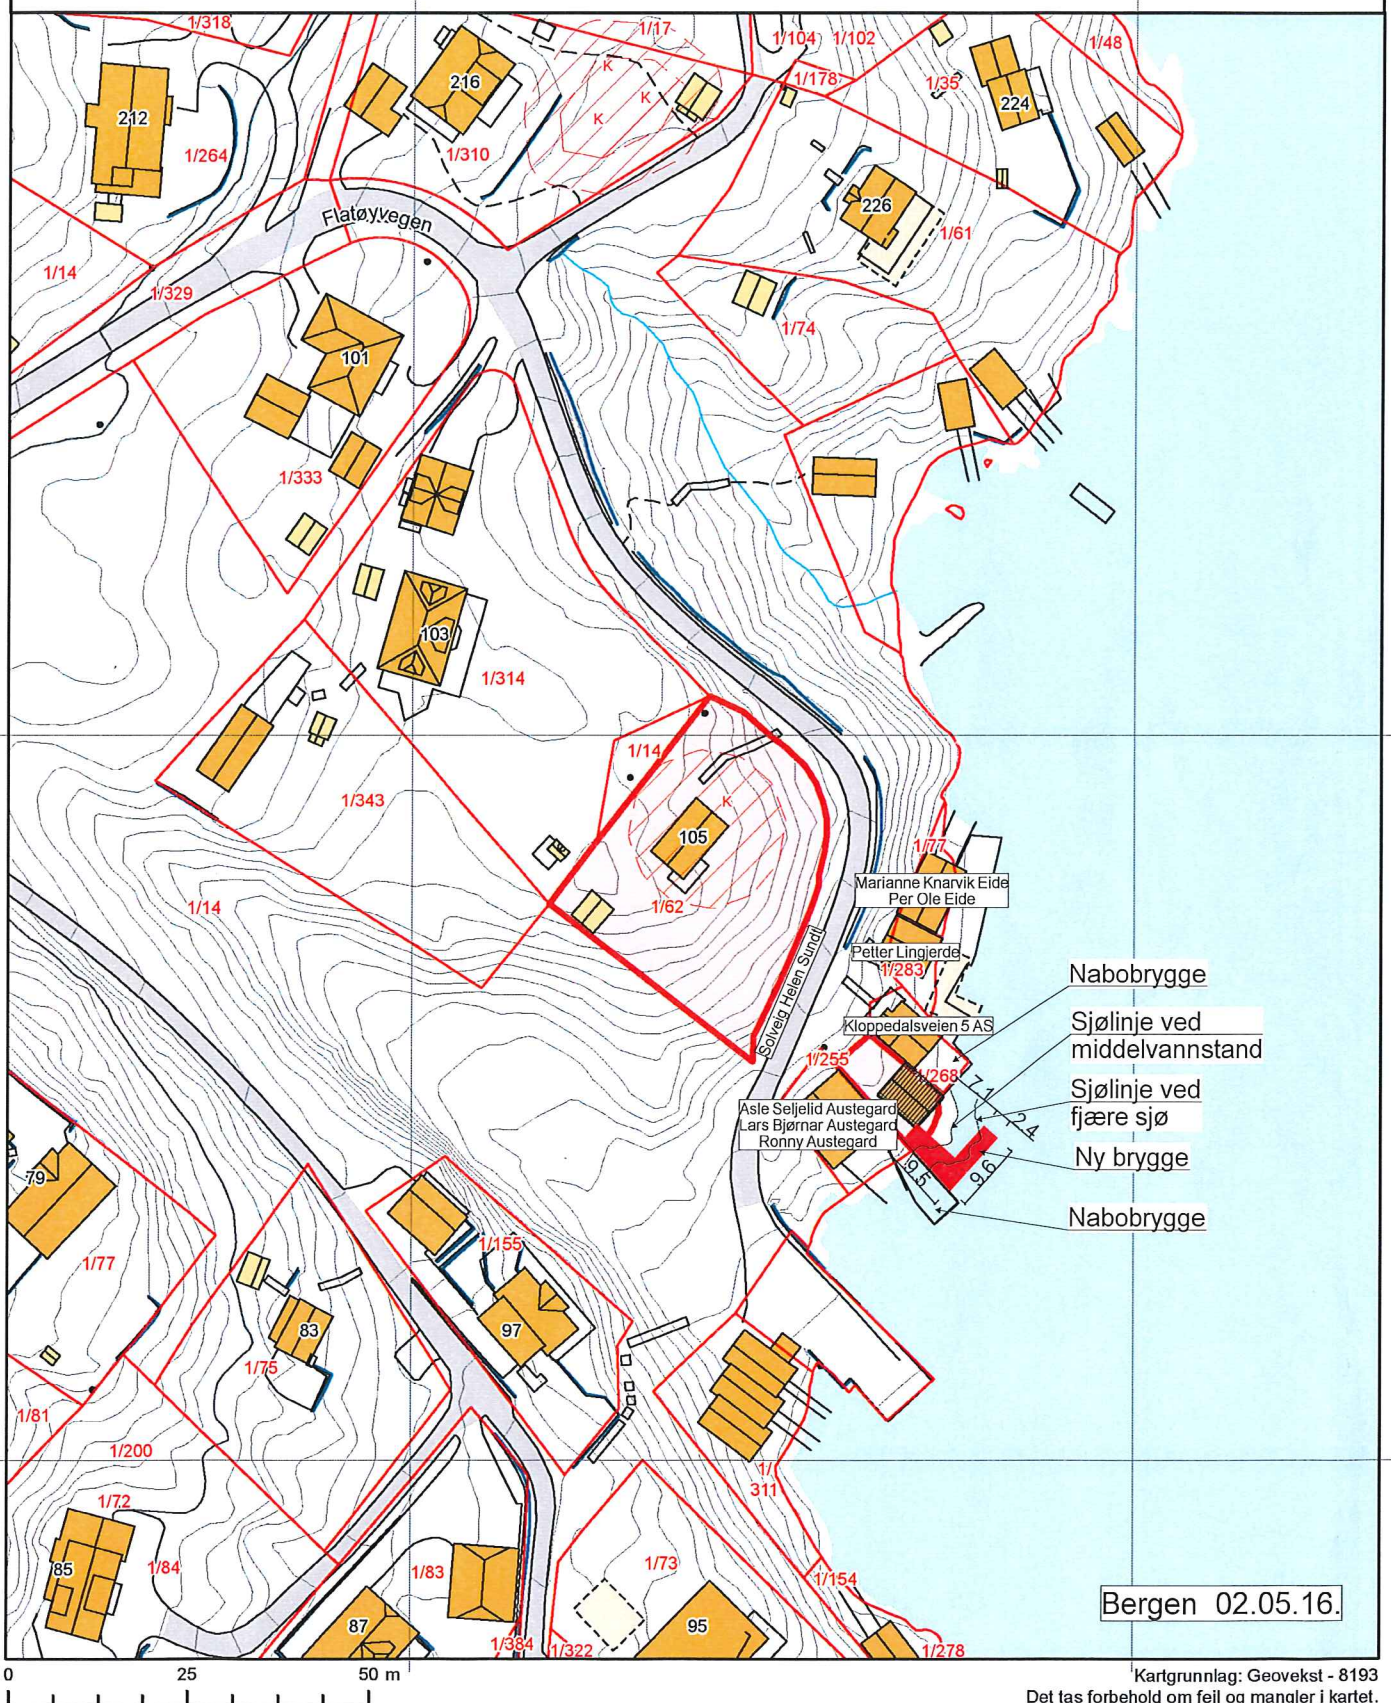 1/318
1/17
1/104
1/102
1/48
K
1/178
216
1/35
K
224
212
K
1/264
1/310
226
Flatøyvegen
1/61
1/14
1/329
1/74
101
1/333
103
1/314
1/14
1/343
K
105
1/77
Marianne Knarvik Eide
Per Ole Eide
1/14
1/62
Petter Lingjerde
1/283
Solveig Helen Sundt
Nabobrygge
Kloppedalsveien 5 AS
Sjølinje ved
middelvannstand
1/255
1/268
7.1
Sjølinje ved
fjære sjø
2.4
Asle Seljelid Austegard
Lars Bjørnar Austegard
Ronny Austegard
Ny brygge
9.5
9.6
79
Nabobrygge
1/155
1/77
83
97
1/75
1/81
1/200
1/311
1/72
85
1/84
1/83
1/73
1/154
Bergen 02.05.16.
87
95
1/384
1/322
1/278
0 25 50 m
Kartgrunnlag: Geovekst - 8193
Det tas forbehold om feil og mangler i kartet.